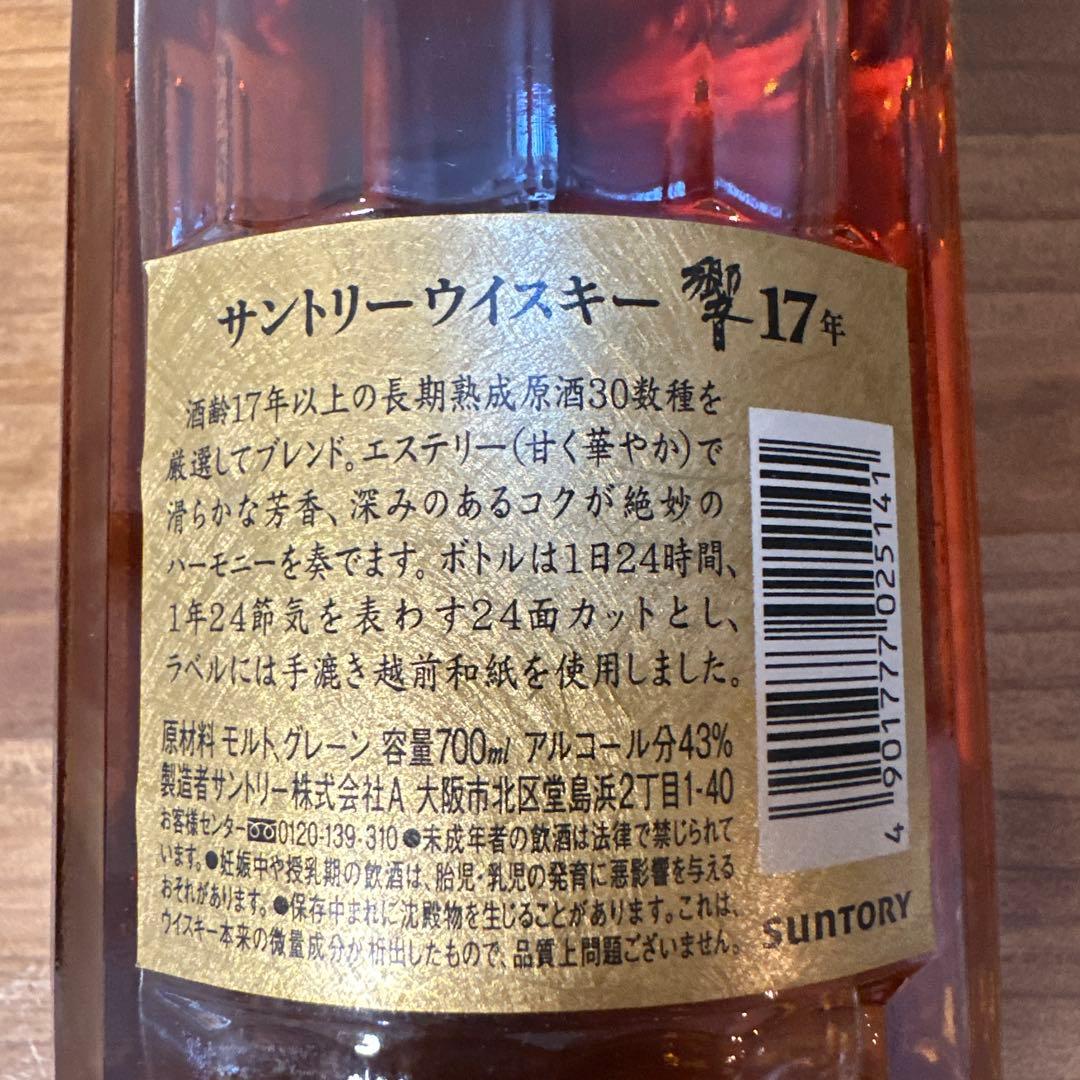 サントリーウイスキー 響 17年
酒齢17年以上の長期熟成原酒30数種を
厳選してブレンド。エステリー(甘く華やか)で
滑らかな芳香、深みのあるコクが絶妙の
ハーモニーを奏でます。ボトルは1日24時間、
1年24節気を表わす24面カットとし、
ラベルには手漉き越前和紙を使用しました。
原材料 モルト、グレーン 容量700ml アルコール分43%
製造者サントリー株式会社A 大阪市北区堂島浜2丁目1-40
お客様センター 0120-139-310 ●未成年者の飲酒は法律で禁じられて
います。●妊娠中や授乳期の飲酒は、胎児・乳児の発育に悪影響を与える
おそれがあります。●保存中まれに沈殿物を生じることがあります。これは、
ウイスキー本来の微量成分が析出したもので、品質上問題ございません。
4 901777 025141
SUNTORY